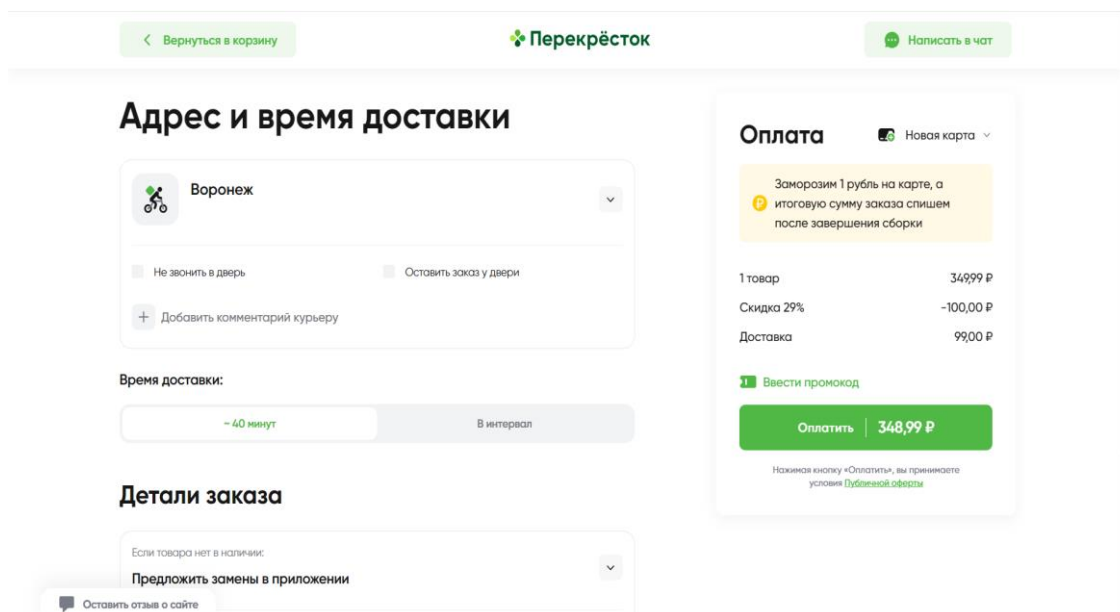 Вернуться в корзину
Перекрёсток
Написать в чат
Адрес и время доставки
Воронеж
Не звонить в дверь
Оставить заказ у двери
Добавить комментарий курьеру
Время доставки:
~ 40 минут
В интервал
Детали заказа
Если товара нет в наличии:
Предложить замены в приложении
Оставить отзыв о сайте
Оплата
Новая карта
Заморозим 1 рубль на карте, а
итоговую сумму заказа спишем
после завершения сборки
1 товар 349,99 ₽
Скидка 29% -100,00 ₽
Доставка 99,00 ₽
Ввести промокод
Оплатить 348,99 ₽
Нажимая кнопку «Оплатить», вы принимаете
условия Публичной оферты